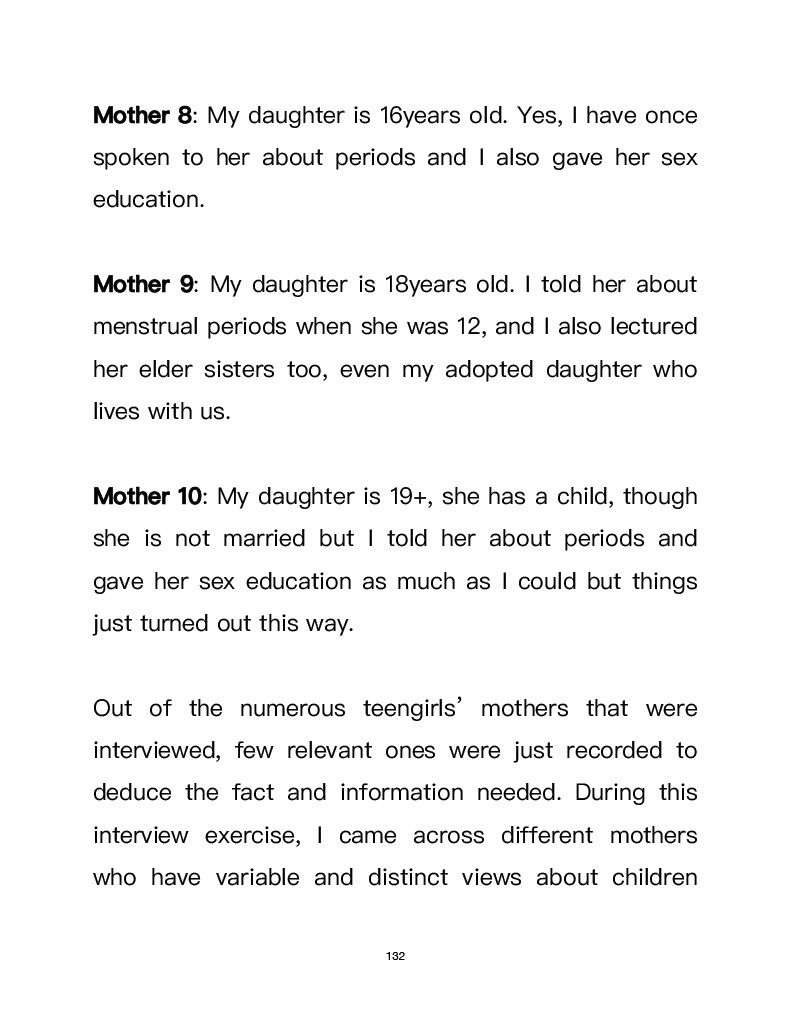 Mother 8: My daughter is 16years old. Yes, I have once
spoken to her about periods and I also gave her sex
education.
Mother 9: My daughter is 18years old. I told her about
menstrual periods when she was 12, and I also lectured
her elder sisters too, even my adopted daughter who
lives with us.
Mother 10: My daughter is 19+, she has a child, though
she is not married but I told her about periods and
gave her sex education as much as I could but things
just turned out this way.
Out of the numerous teengirls’ mothers that were
interviewed, few relevant ones were just recorded to
deduce the fact and information needed. During this
interview exercise, I came across different mothers
who have variable and distinct views about children
132